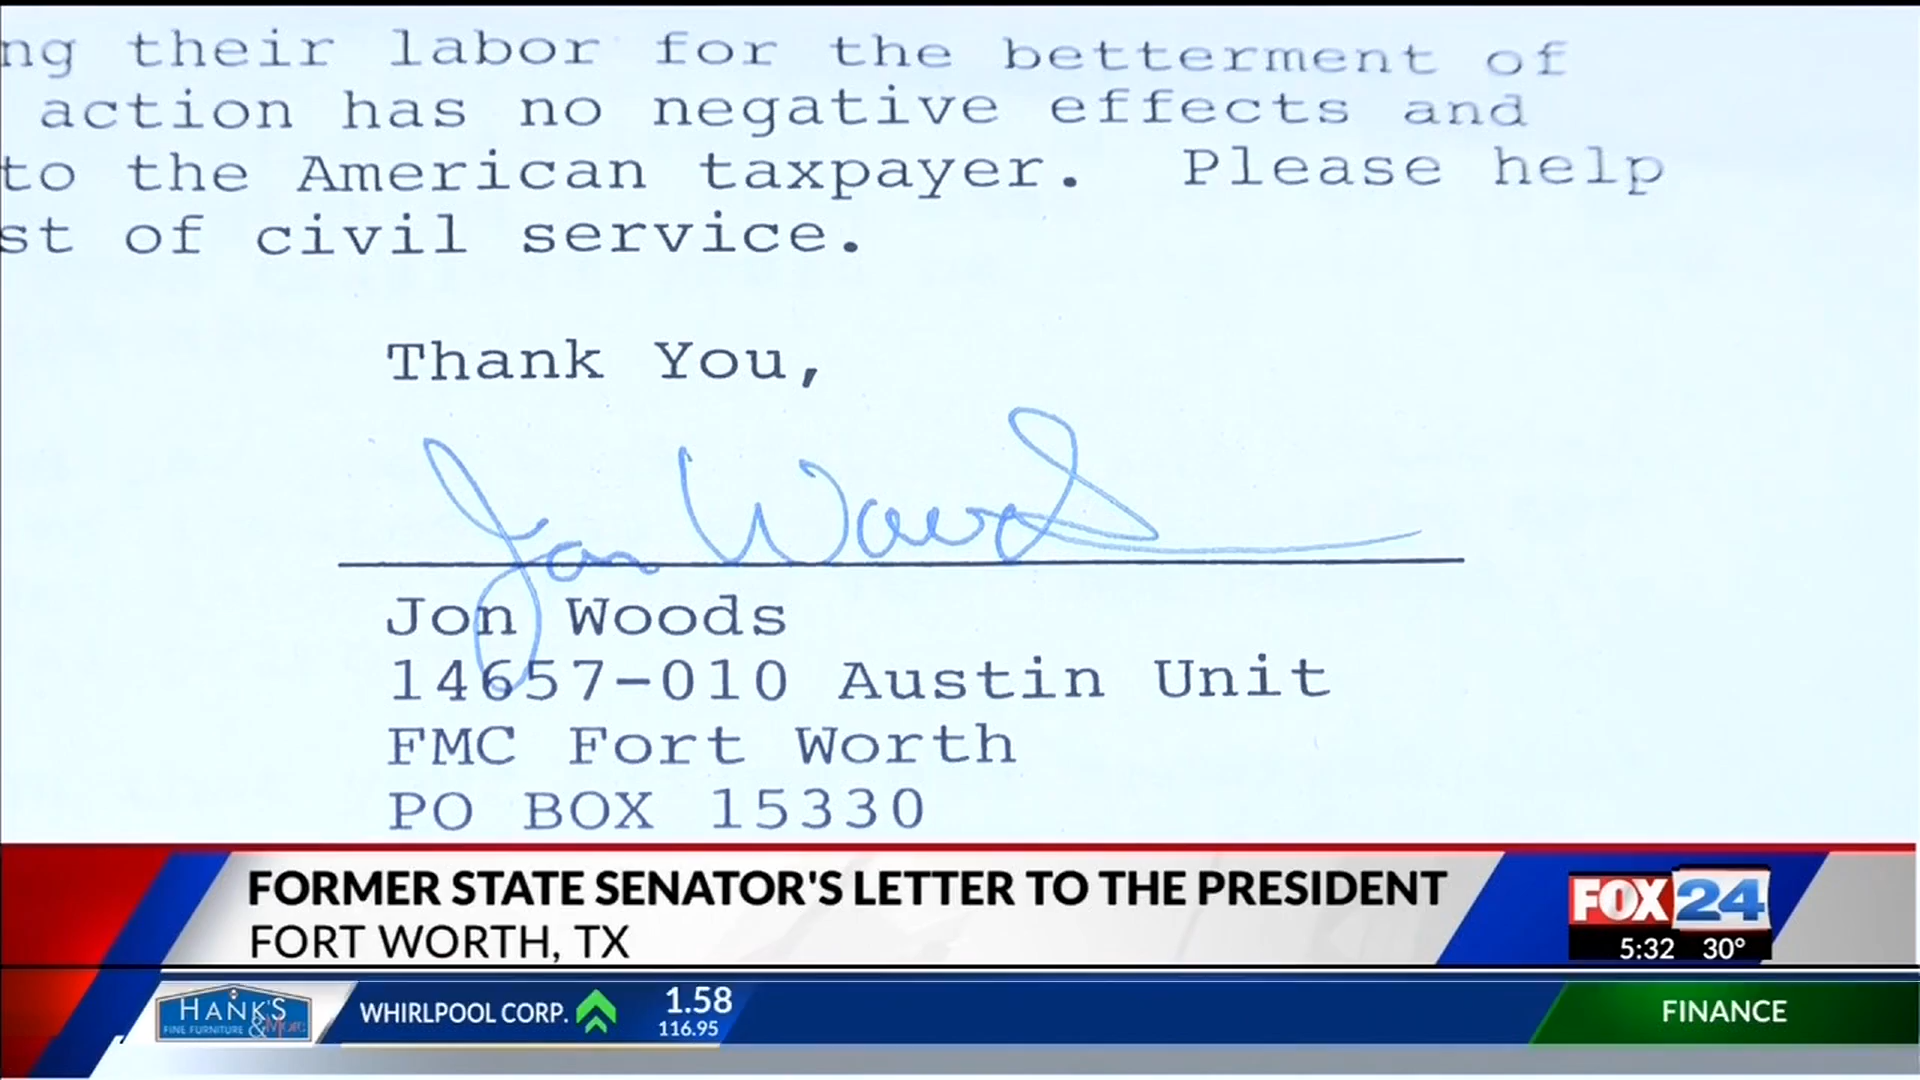 ng their labor for the betterment of
action has no negative effects and
to the American taxpayer. Please help
st of civil service.
Thank You,
Jon Woods
Jon Woods
14657-010 Austin Unit
FMC Fort Worth
PO BOX 15330
FORMER STATE SENATOR'S LETTER TO THE PRESIDENT
FORT WORTH, TX
FOX 24
5:32 30°
HANK'S
FINE FURNITURE & More
WHIRLPOOL CORP. 1.58
116.95
FINANCE